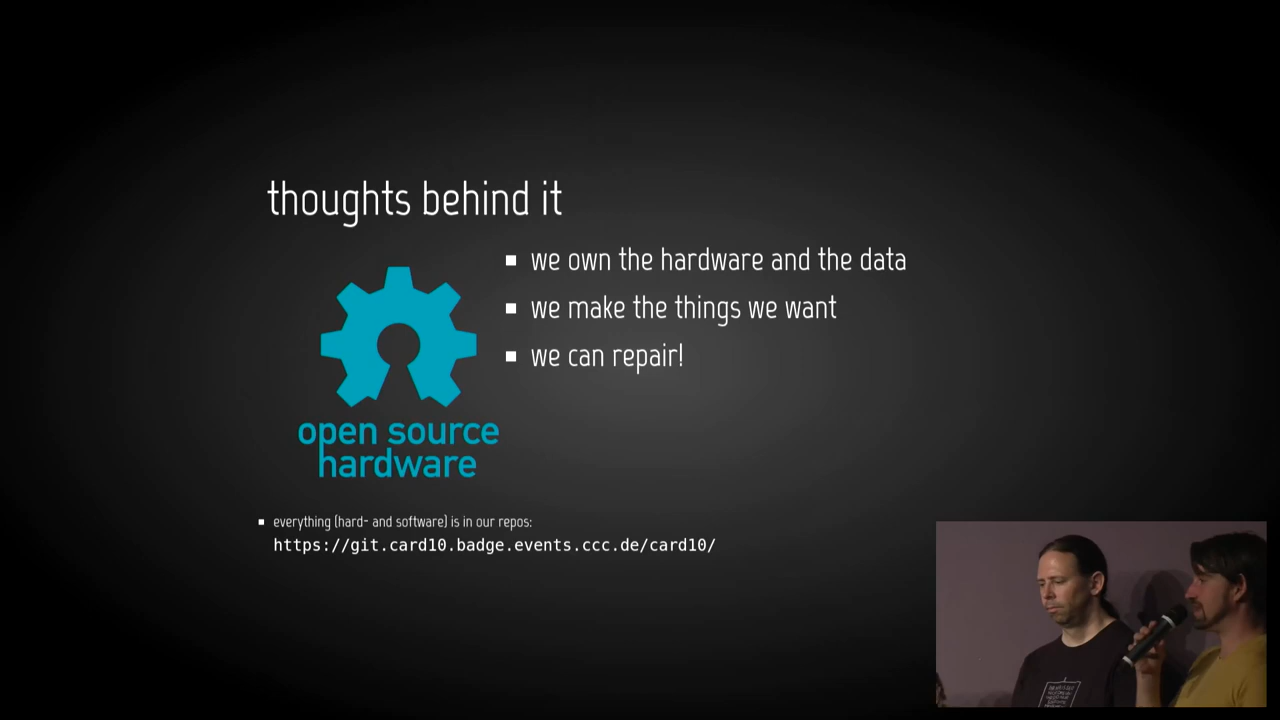 thoughts behind it
we own the hardware and the data
we make the things we want
we can repair!
open source
hardware
everything (hard- and software) is in our repos:
https://git.card10.badge.events.ccc.de/card10/